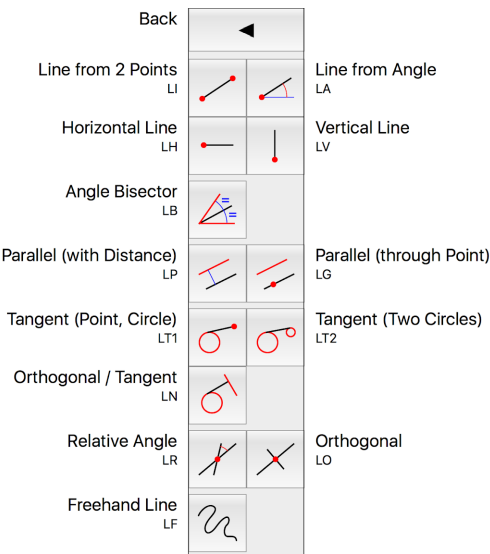 Back
Line from 2 Points
LI
Line from Angle
LA
Horizontal Line
LH
Vertical Line
LV
Angle Bisector
LB
=
=
Parallel (with Distance)
LP
Parallel (through Point)
LG
Tangent (Point, Circle)
LT1
Tangent (Two Circles)
LT2
Orthogonal / Tangent
LN
Relative Angle
LR
Orthogonal
LO
Freehand Line
LF